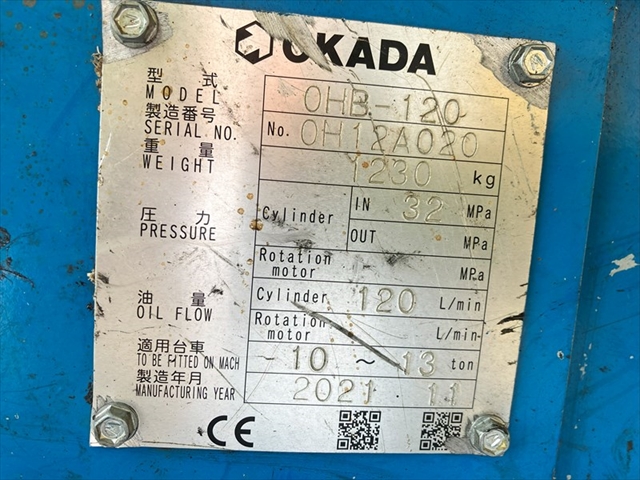 OKADA
型式 OHB-120
MODEL
製造番号 No. OH12A020
SERIAL NO.
重量 1230 kg
WEIGHT
圧力 Cylinder IN 32 MPa
PRESSURE OUT MPa
Rotation motor MPa
油量 Cylinder 120 L/min
OIL FLOW Rotation motor L/min
適用台車 10 ~ 13 ton
TO BE FITTED ON MACH
製造年月 2021 11
MANUFACTURING YEAR
CE